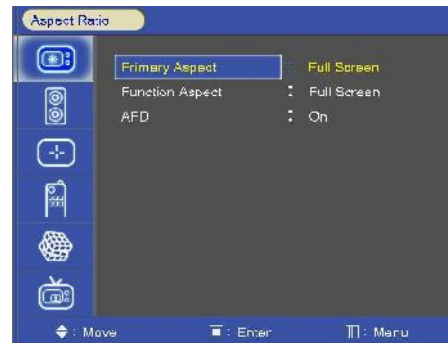 Aspect Ratio
Primary Aspect : Full Screen
Function Aspect : Full Screen
AFD : On
: Move : Enter : Menu